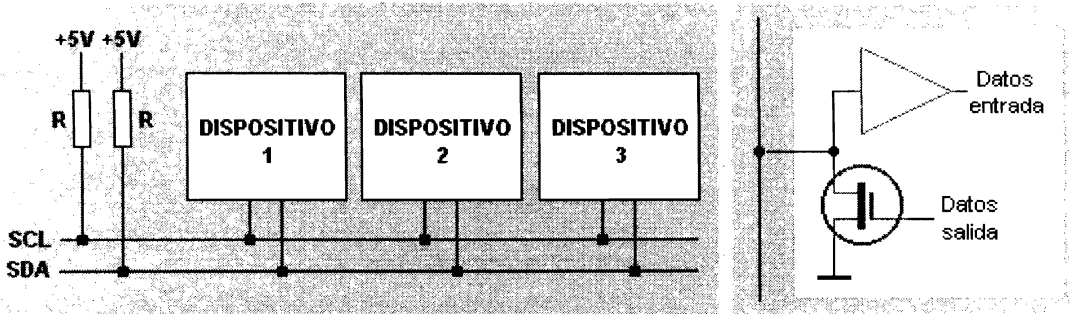 +5V +5V
R
R
DISPOSITIVO
1
DISPOSITIVO
2
DISPOSITIVO
3
SCL
SDA
Datos
entrada
Datos
salida